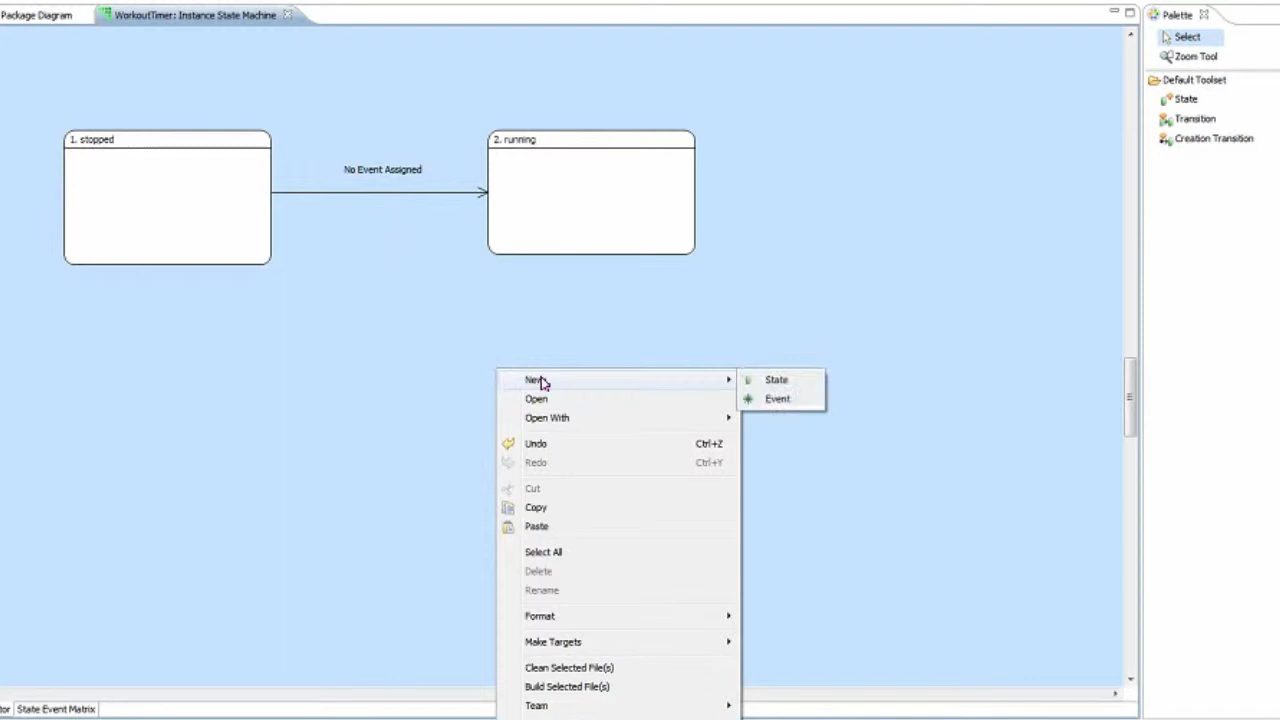 Package Diagram
WorkoutTimer: Instance State Machine
Palette
Select
Zoom Tool
Default Toolset
State
Transition
Creation Transition
1. stopped
No Event Assigned
2. running
New
State
Event
Open
Open With
Undo Ctrl+Z
Redo Ctrl+Y
Cut
Copy
Paste
Select All
Delete
Rename
Format
Make Targets
Clean Selected File(s)
Build Selected File(s)
Team
tor
State Event Matrix